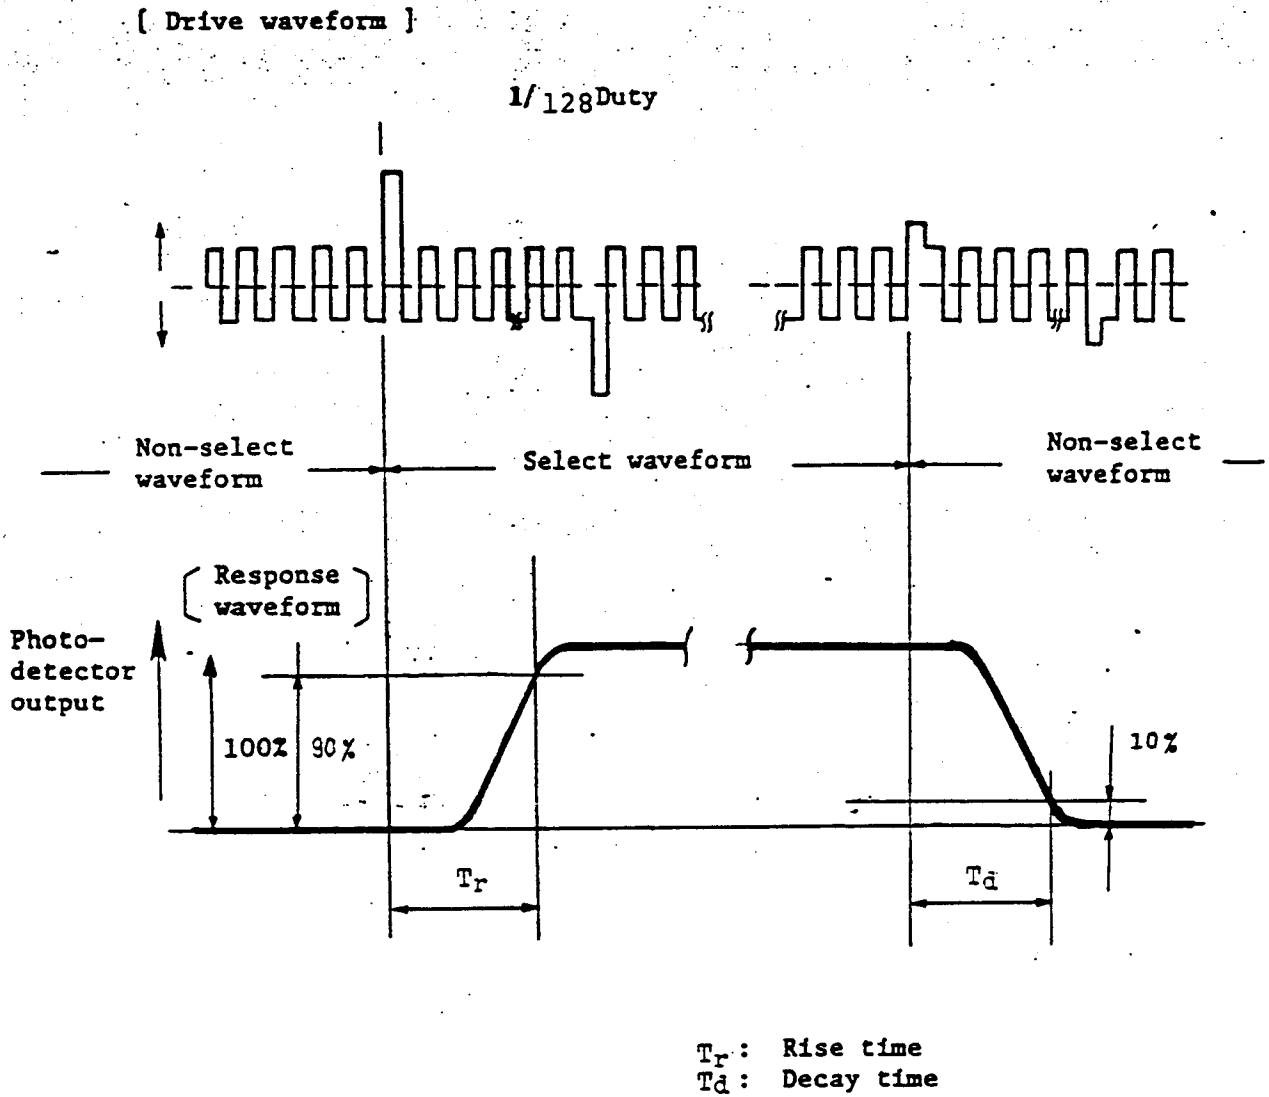 [ Drive waveform ]
1/128Duty
Non-select
waveform
Select waveform
Non-select
waveform
Response
waveform
Photo-
detector
output
100%
90%
10%
Tr
Td
Tr: Rise time
Td: Decay time